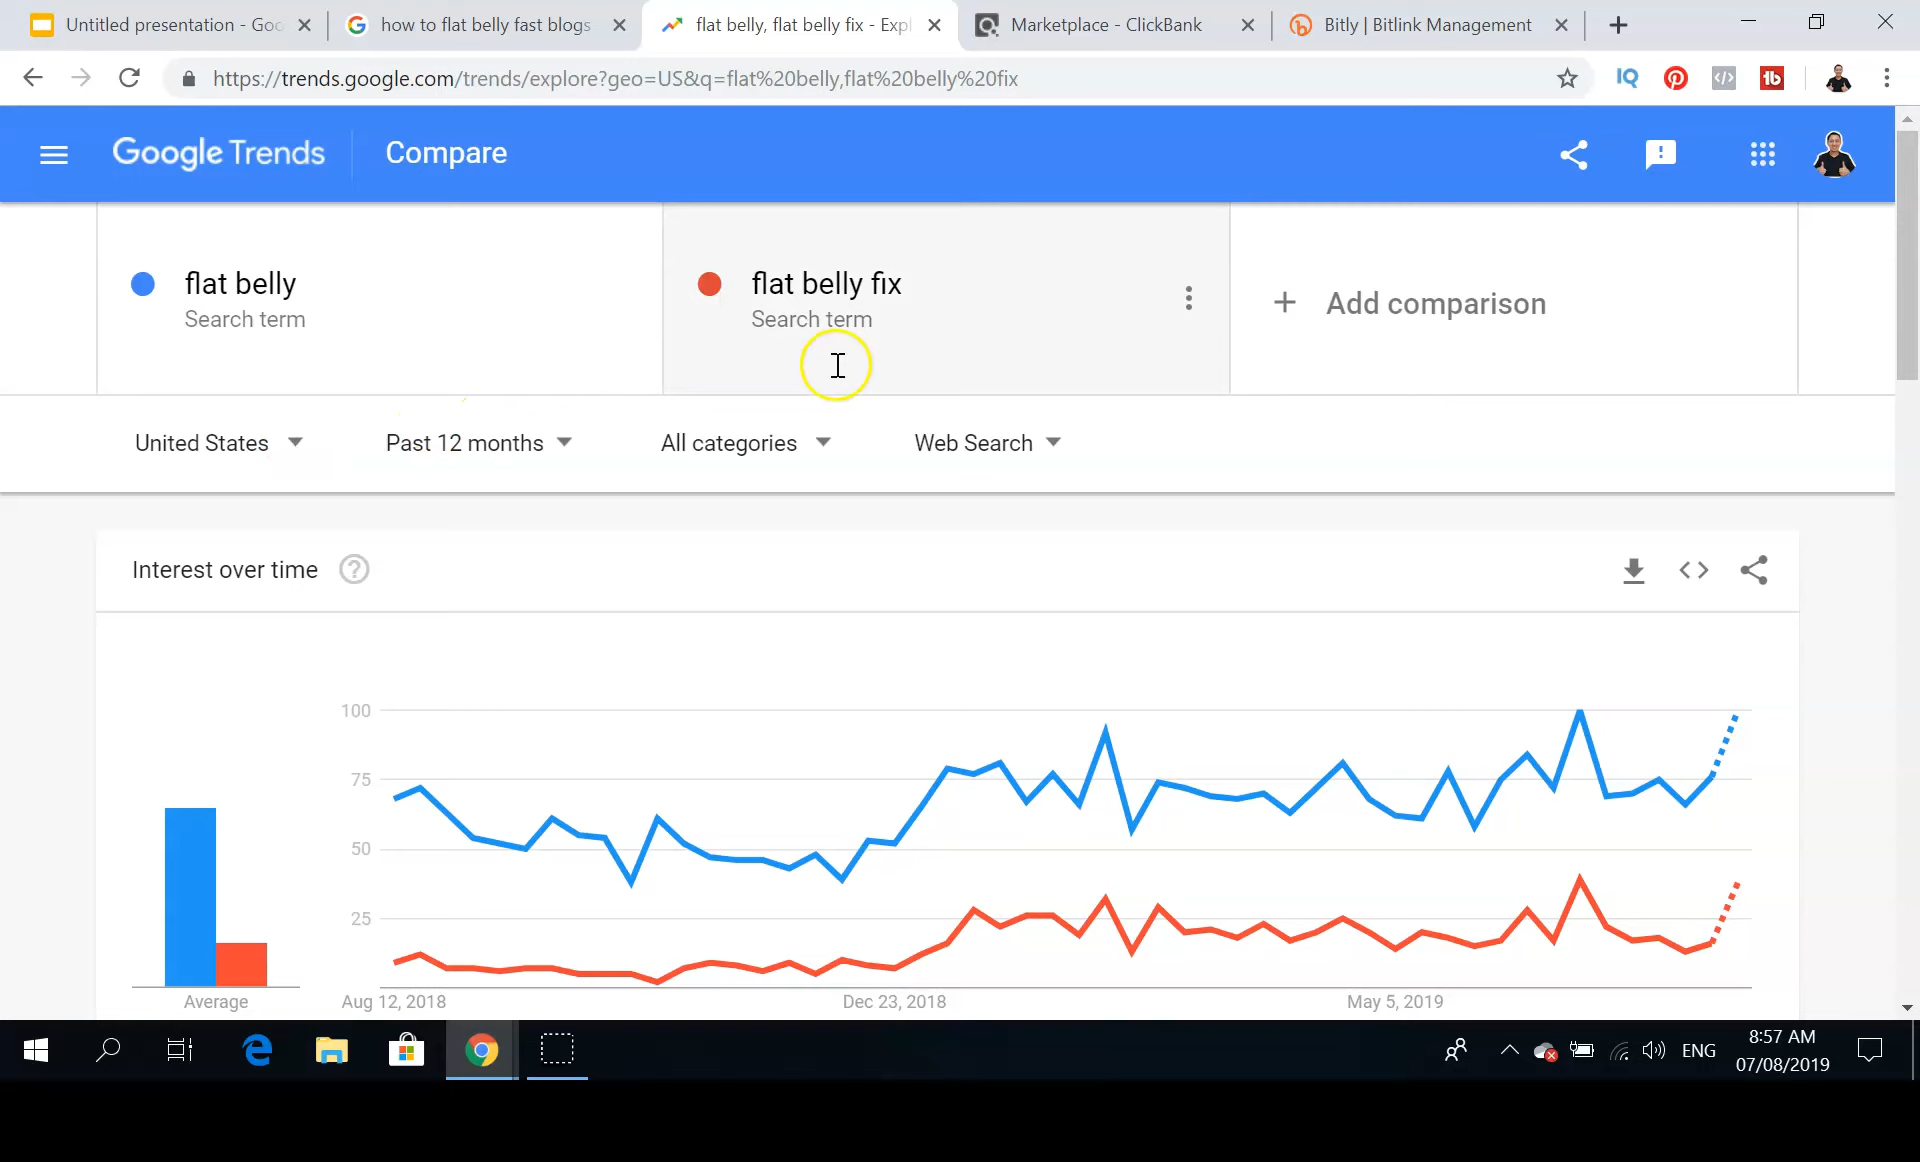 Untitled presentation - Goo
how to flat belly fast blogs
flat belly, flat belly fix - Expl
Marketplace - ClickBank
Bitly | Bitlink Management
https://trends.google.com/trends/explore?geo=US&q=flat%20belly,flat%20belly%20fix
IQ
</>
tb
Google Trends
Compare
flat belly
Search term
flat belly fix
Search term
+ Add comparison
United States
Past 12 months
All categories
Web Search
Interest over time
?
100
75
50
25
Average
Aug 12, 2018
Dec 23, 2018
May 5, 2019
ENG
8:57 AM
07/08/2019